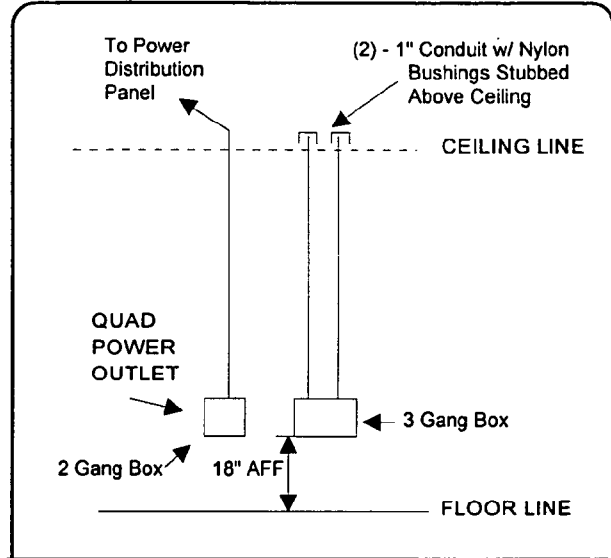 To Power
Distribution
Panel
(2) - 1" Conduit w/ Nylon
Bushings Stubbed
Above Ceiling
CEILING LINE
QUAD
POWER
OUTLET
3 Gang Box
2 Gang Box
18" AFF
FLOOR LINE